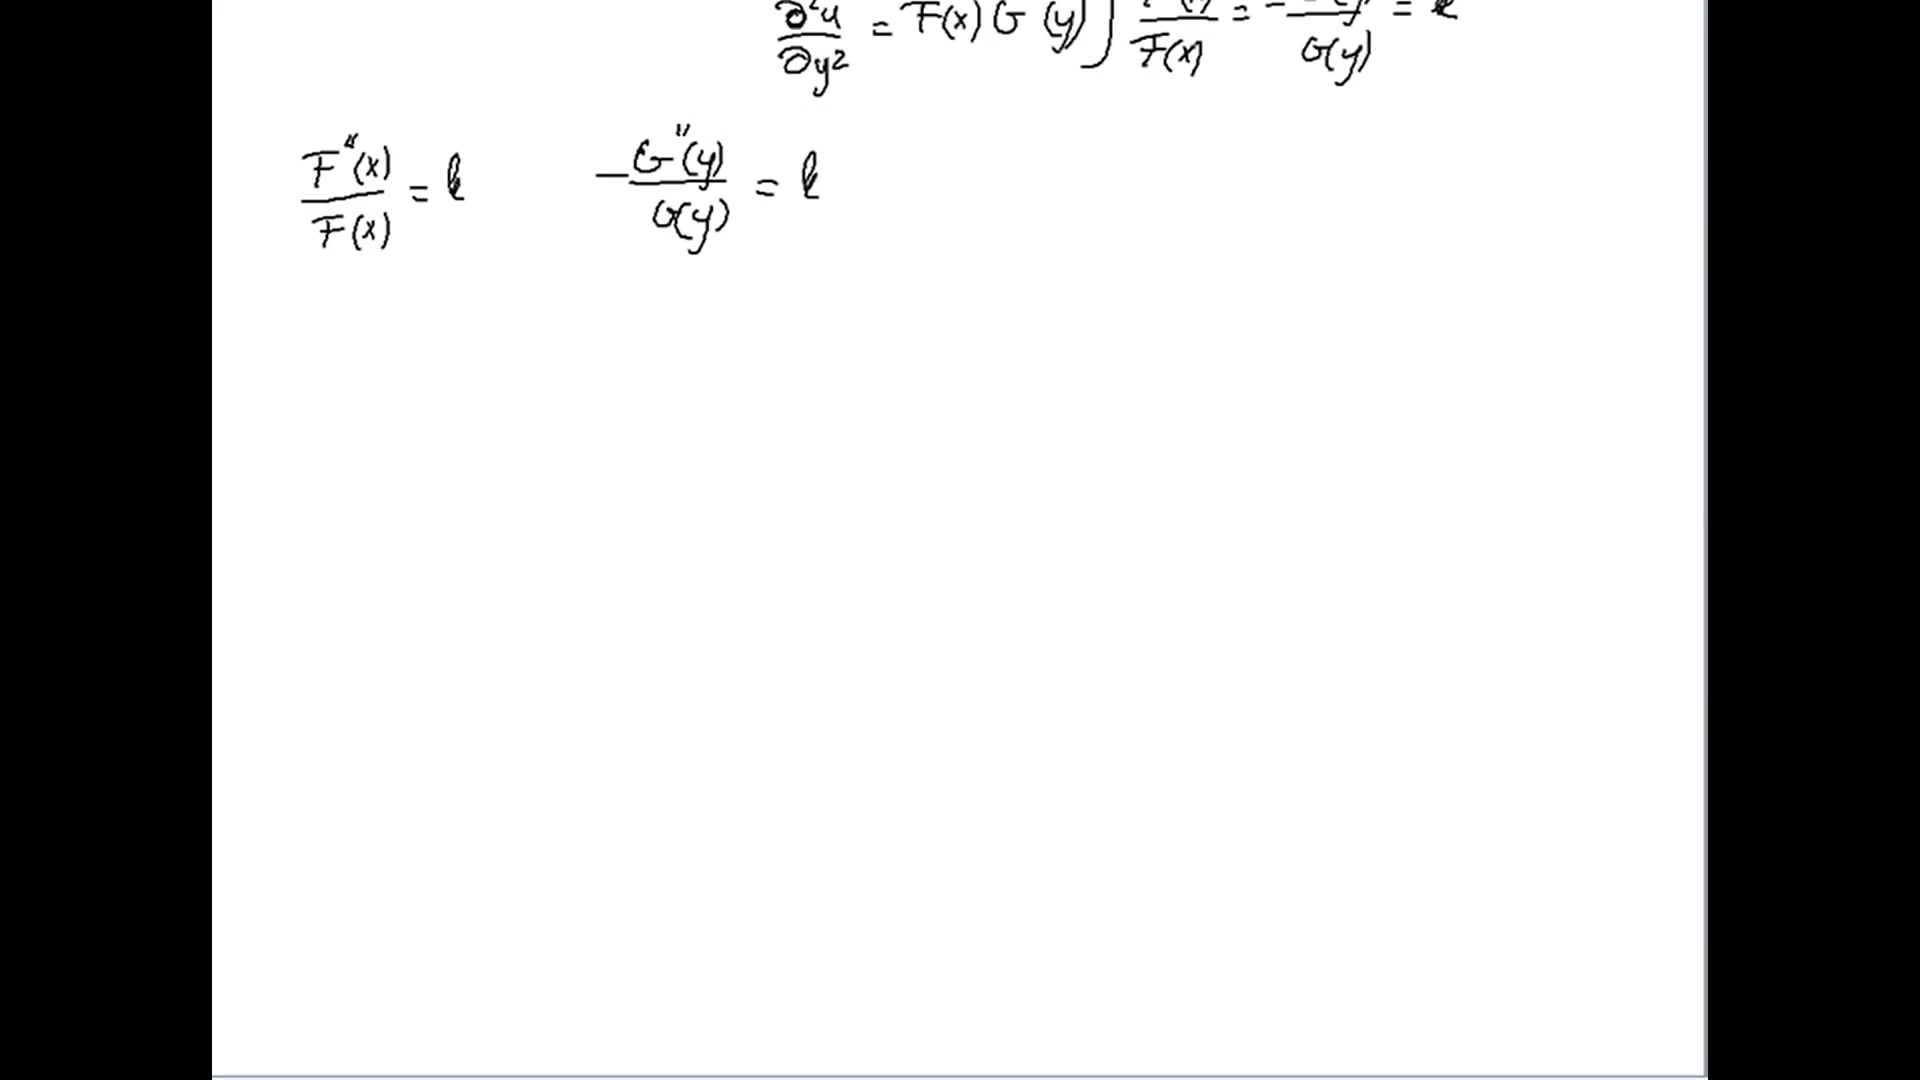 ∂²u/∂y² = F(x) G (y) } F(x) = - G(y) = k
F"(x)/F(x) = k    -G"(y)/G(y) = k